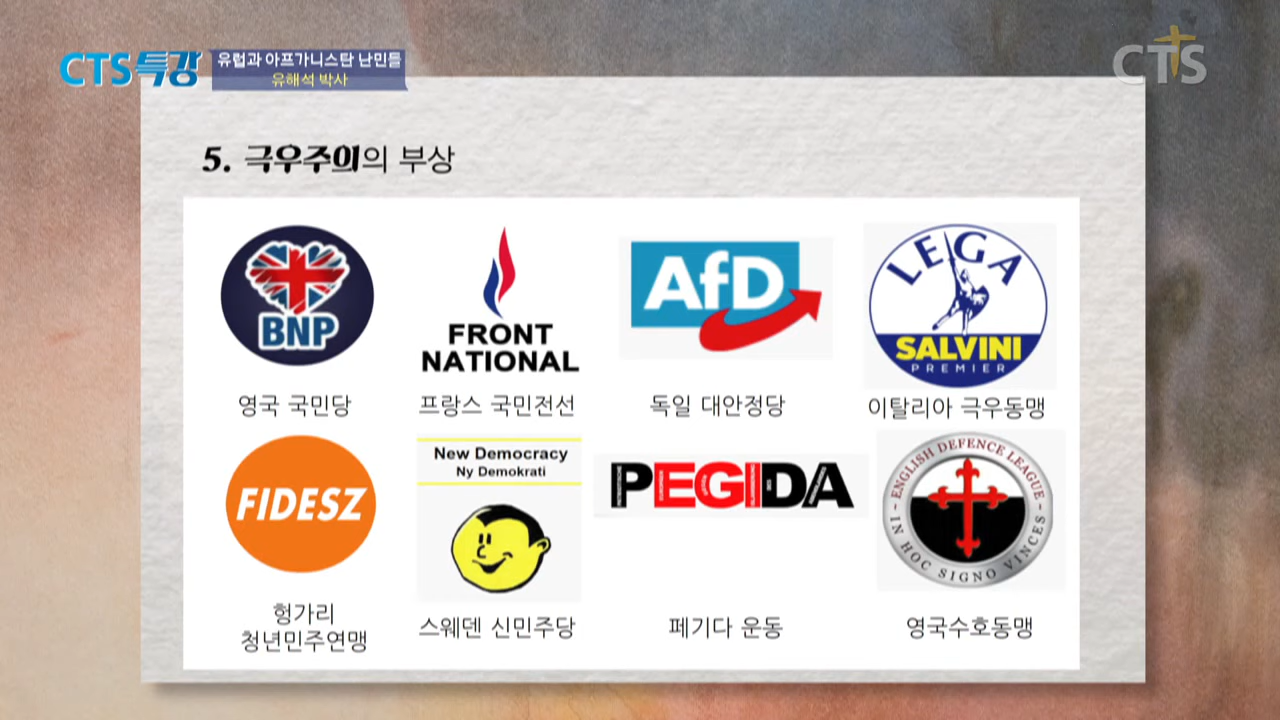 CTS특강
유럽과 아프가니스탄 난민들
유해석 박사
CTS
5. 극우주의의 부상
BNP
영국 국민당
FRONT
NATIONAL
프랑스 국민전선
AfD
독일 대안정당
LEGA
SALVINI
PREMIER
이탈리아 극우동맹
FIDESZ
헝가리
청년민주연맹
New Democracy
Ny Demokrati
스웨덴 신민주당
PEGIDA
페기다 운동
ENGLISH DEFENCE LEAGUE
IN HOC SIGNO VINCES
영국수호동맹